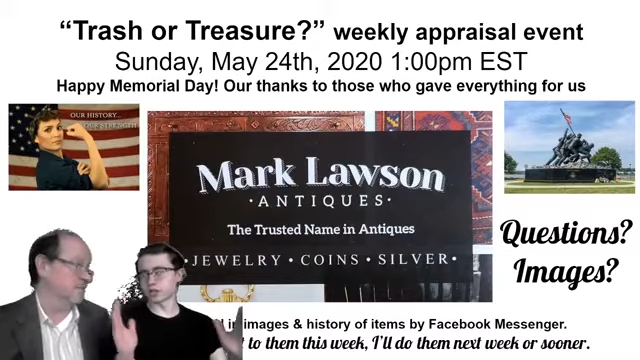 “Trash or Treasure?” weekly appraisal event
Sunday, May 24th, 2020 1:00pm EST
Happy Memorial Day! Our thanks to those who gave everything for us
OUR HISTORY...
OUR STRENGTH
Mark Lawson
·ANTIQUES·
The Trusted Name in Antiques
·JEWELRY · COINS · SILVER·
Questions?
Images?
in images & history of items by Facebook Messenger.
to them this week, I’ll do them next week or sooner.